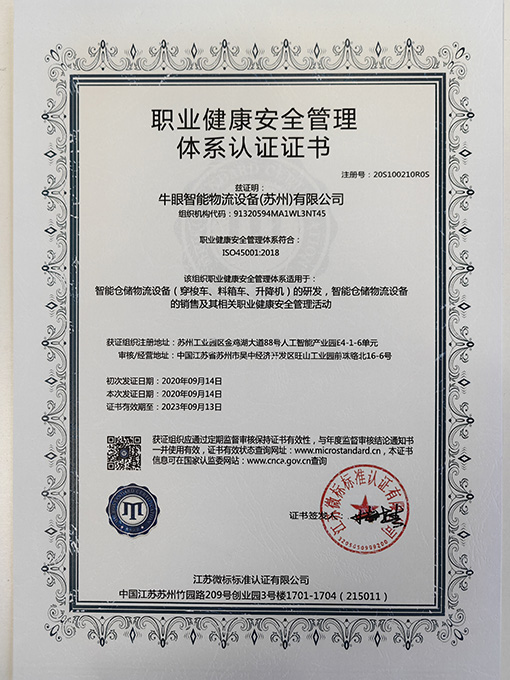 职业健康安全管理
体系认证证书
注册号：20S100210R0S
兹证明：
牛眼智能物流设备(苏州)有限公司
组织机构代码：91320594MA1WL3NT45
职业健康安全管理体系符合：
ISO45001:2018
该组织职业健康安全管理体系适用于：
智能仓储物流设备（穿梭车、料箱车、升降机）的研发，智能仓储物流设备
的销售及其相关职业健康安全管理活动
获证组织注册地址：苏州工业园区金鸡湖大道88号人工智能产业园E4-1-6单元
审核/经营地址：中国江苏省苏州市吴中经济开发区旺山工业园前珠路北16-6号
初次发证日期：2020年09月14日
本次发证日期：2020年09月14日
证书有效期至：2023年09月13日
获证组织应通过定期监督审核保持证书有效性，与年度监督审核结论通知书
一并使用有效，证书有效状态查询网址：www.microstandard.cn，本证书
信息可在国家认监委网站：www.cnca.gov.cn查询
证书签发人
江苏微标标准认证有限公司
3205050909200
江苏微标标准认证有限公司
中国江苏苏州竹园路209号创业园3号楼1701-1704（215011）